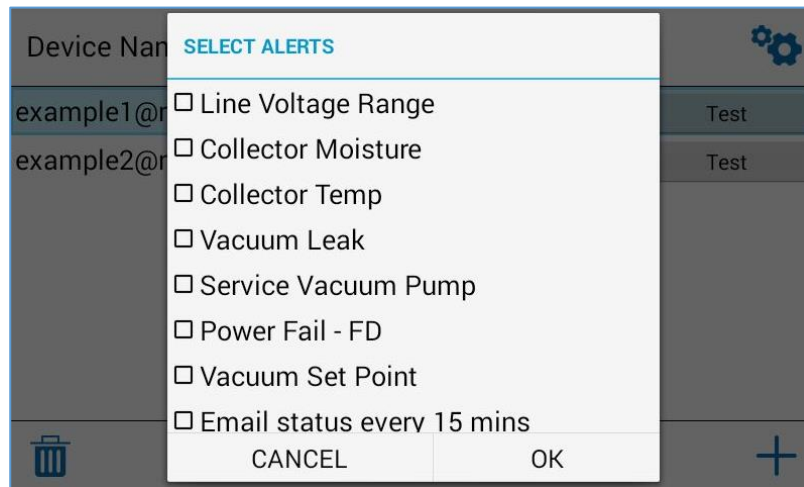 Device Nan
SELECT ALERTS
Line Voltage Range
example1@r
Test
Collector Moisture
example2@r
Test
Collector Temp
Vacuum Leak
Service Vacuum Pump
Power Fail - FD
Vacuum Set Point
Email status every 15 mins
CANCEL
OK